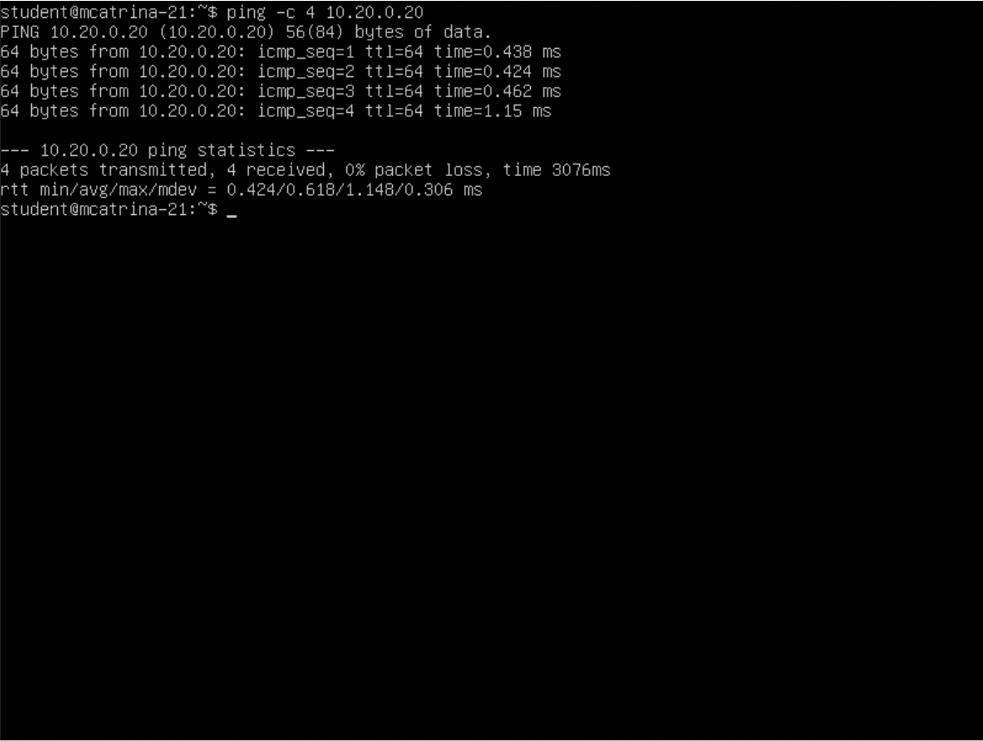 student@mcatrina-21:~$ ping -c 4 10.20.0.20
PING 10.20.0.20 (10.20.0.20) 56(84) bytes of data.
64 bytes from 10.20.0.20: icmp_seq=1 ttl=64 time=0.438 ms
64 bytes from 10.20.0.20: icmp_seq=2 ttl=64 time=0.424 ms
64 bytes from 10.20.0.20: icmp_seq=3 ttl=64 time=0.462 ms
64 bytes from 10.20.0.20: icmp_seq=4 ttl=64 time=1.15 ms
--- 10.20.0.20 ping statistics ---
4 packets transmitted, 4 received, 0% packet loss, time 3076ms
rtt min/avg/max/mdev = 0.424/0.618/1.148/0.306 ms
student@mcatrina-21:~$ _